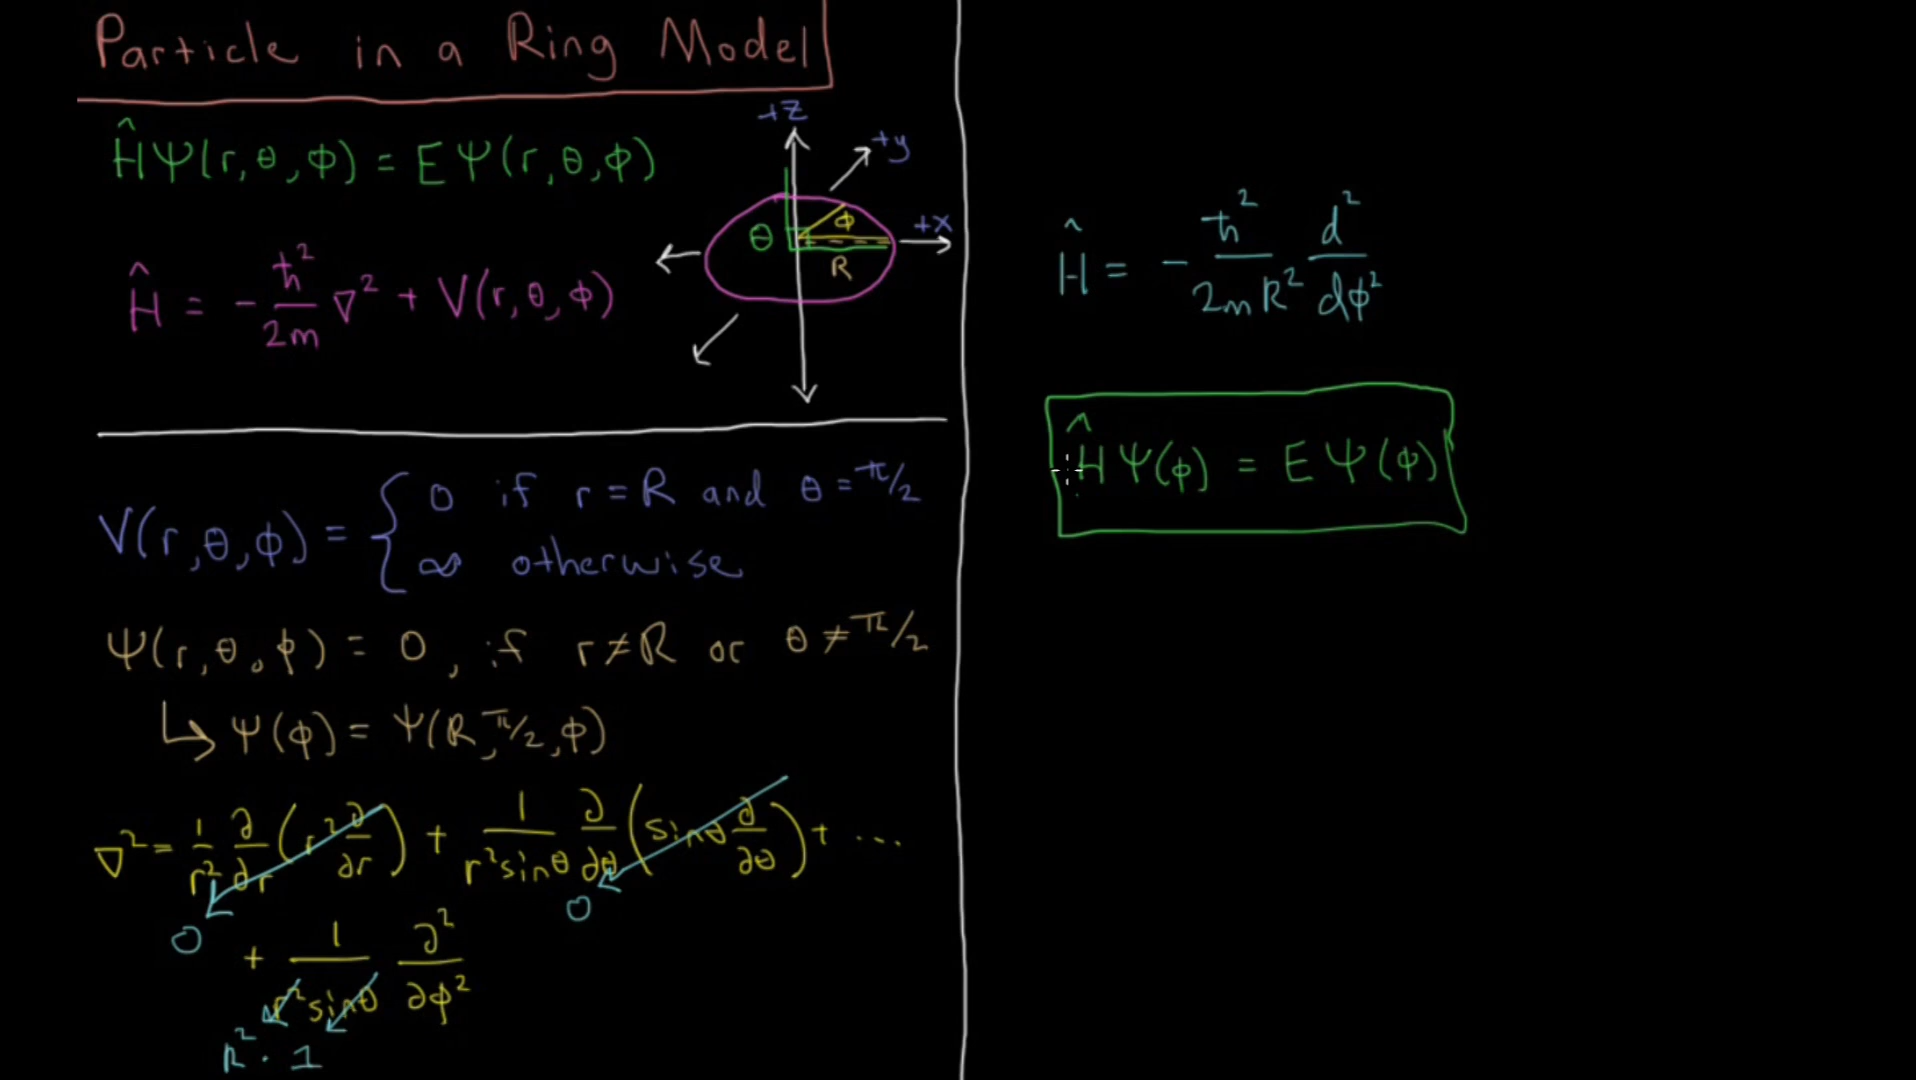 Particle in a Ring Model
ĤΨ(r,θ,φ) = EΨ(r,θ,φ)
+z
+y
+x
θ
φ
R
Ĥ = -ħ²/2m ∇² + V(r,θ,φ)
V(r,θ,φ) = { 0 if r = R and θ = π/2
∞ otherwise
Ψ(r,θ,φ) = 0, if r ≠ R or θ ≠ π/2
↳ Ψ(φ) = Ψ(R,π/2,φ)
∇² = 1/r² ∂/∂r (r² ∂/∂r) + 1/r²sinθ ∂/∂θ (sinθ ∂/∂θ) + ...
0 0
+ 1/r²sinθ ∂²/∂φ²
R² · 1
Ĥ = -ħ²/2mR² d²/dφ²
ĤΨ(φ) = EΨ(φ)